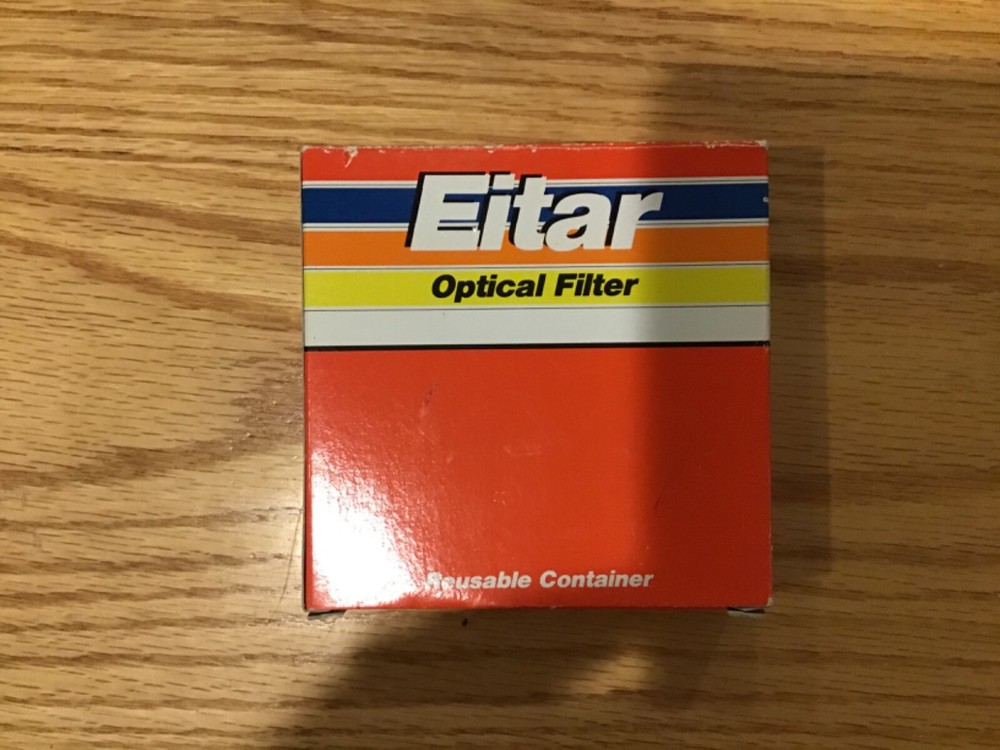 Eitar
Optical Filter
Reusable Container